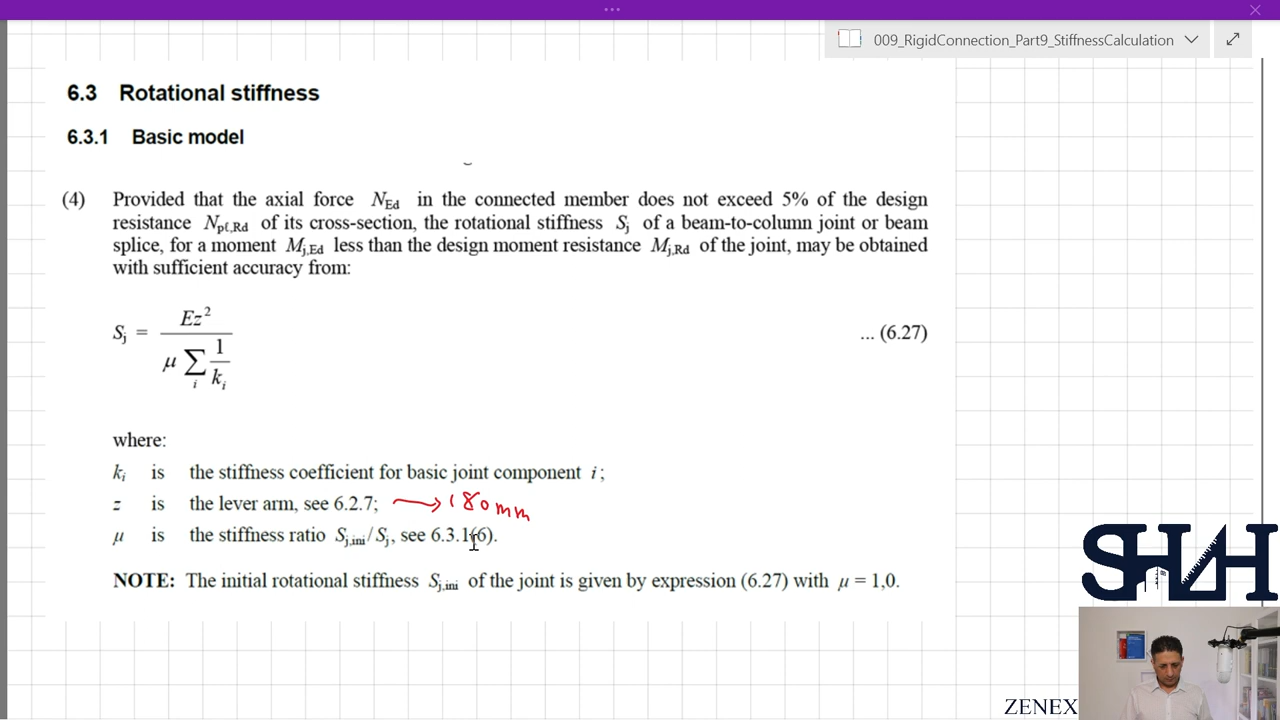 009_RigidConnection_Part9_StiffnessCalculation
6.3 Rotational stiffness
6.3.1 Basic model
(4) Provided that the axial force N_Ed in the connected member does not exceed 5% of the design
resistance N_pℓ,Rd of its cross-section, the rotational stiffness S_j of a beam-to-column joint or beam
splice, for a moment M_j,Ed less than the design moment resistance M_j,Rd of the joint, may be obtained
with sufficient accuracy from:
S_j = Ez² / (μ ∑_i 1/k_i) ... (6.27)
where:
k_i is the stiffness coefficient for basic joint component i;
z is the lever arm, see 6.2.7; → 180mm
μ is the stiffness ratio S_j,ini / S_j, see 6.3.1(6).
NOTE: The initial rotational stiffness S_j,ini of the joint is given by expression (6.27) with μ = 1,0.
SHZH
ZENEX